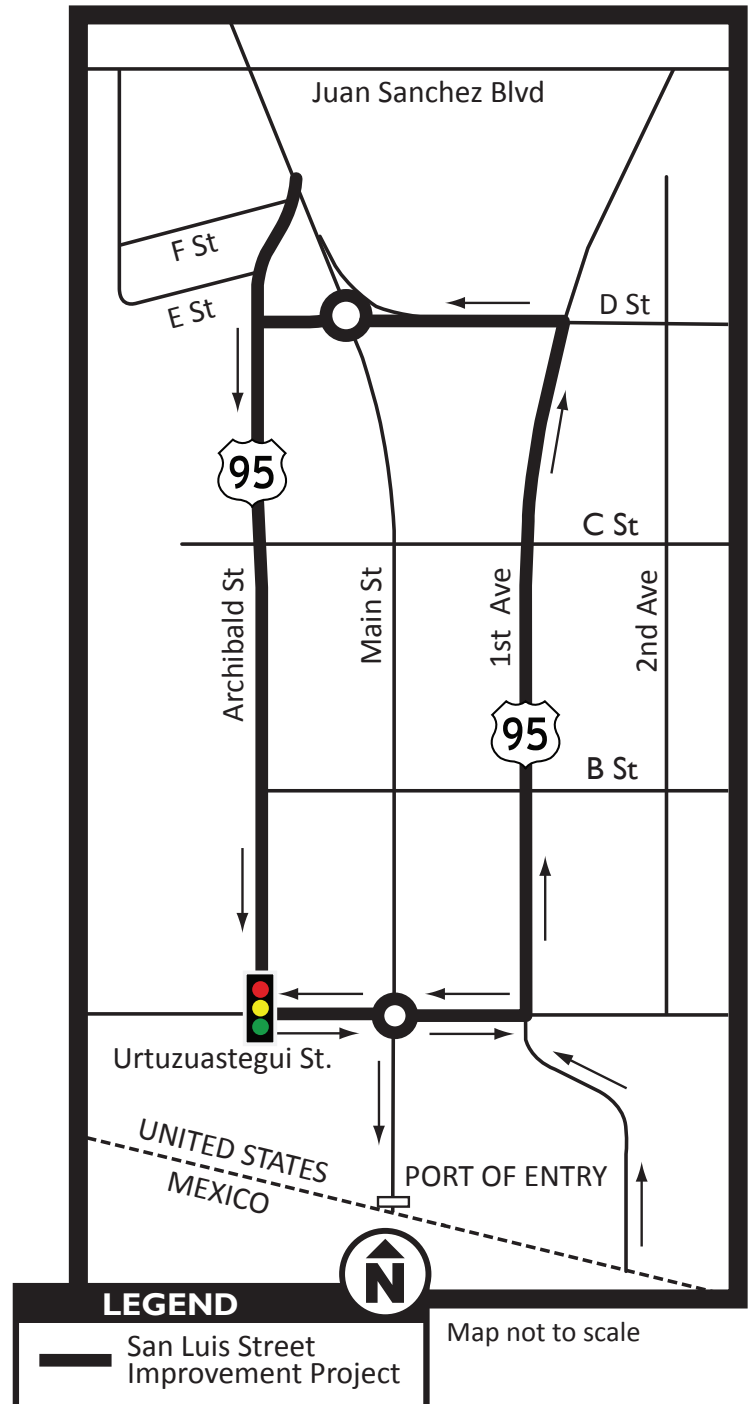 Juan Sanchez Blvd
F St
E St
D St
95
C St
Archibald St
Main St
1st Ave
2nd Ave
95
B St
Urtuzuastegui St.
UNITED STATES
MEXICO
PORT OF ENTRY
N
LEGEND
San Luis Street
Improvement Project
Map not to scale